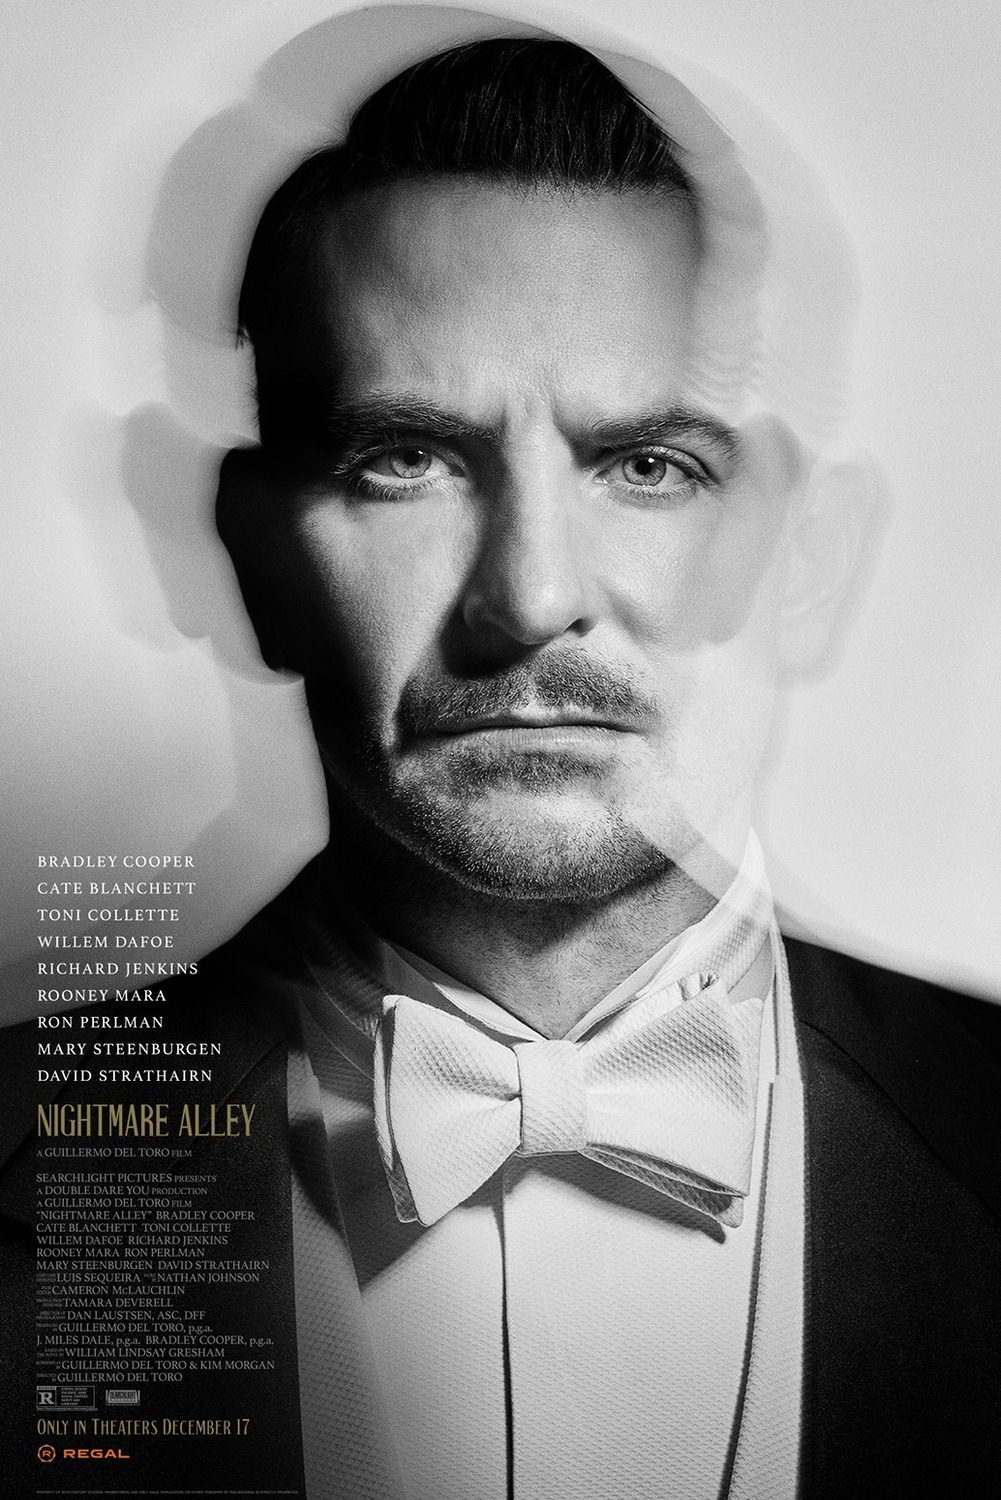 BRADLEY COOPER
CATE BLANCHETT
TONI COLLETTE
WILLEM DAFOE
RICHARD JENKINS
ROONEY MARA
RON PERLMAN
MARY STEENBURGEN
DAVID STRATHAIRN
NIGHTMARE ALLEY
A GUILLERMO DEL TORO FILM
SEARCHLIGHT PICTURES PRESENTS
A DOUBLE DARE YOU PRODUCTION
A GUILLERMO DEL TORO FILM
"NIGHTMARE ALLEY" BRADLEY COOPER
CATE BLANCHETT TONI COLLETTE
WILLEM DAFOE RICHARD JENKINS
ROONEY MARA RON PERLMAN
MARY STEENBURGEN DAVID STRATHAIRN
LUIS SEQUEIRA NATHAN JOHNSON
CAMERON McLAUCHLIN
TAMARA DEVERELL
DAN LAUSTSEN, ASC, DFF
GUILLERMO DEL TORO, p.g.a.
J. MILES DALE, p.g.a. BRADLEY COOPER, p.g.a.
WILLIAM LINDSAY GRESHAM
GUILLERMO DEL TORO & KIM MORGAN
GUILLERMO DEL TORO
R
ONLY IN THEATERS DECEMBER 17
R REGAL